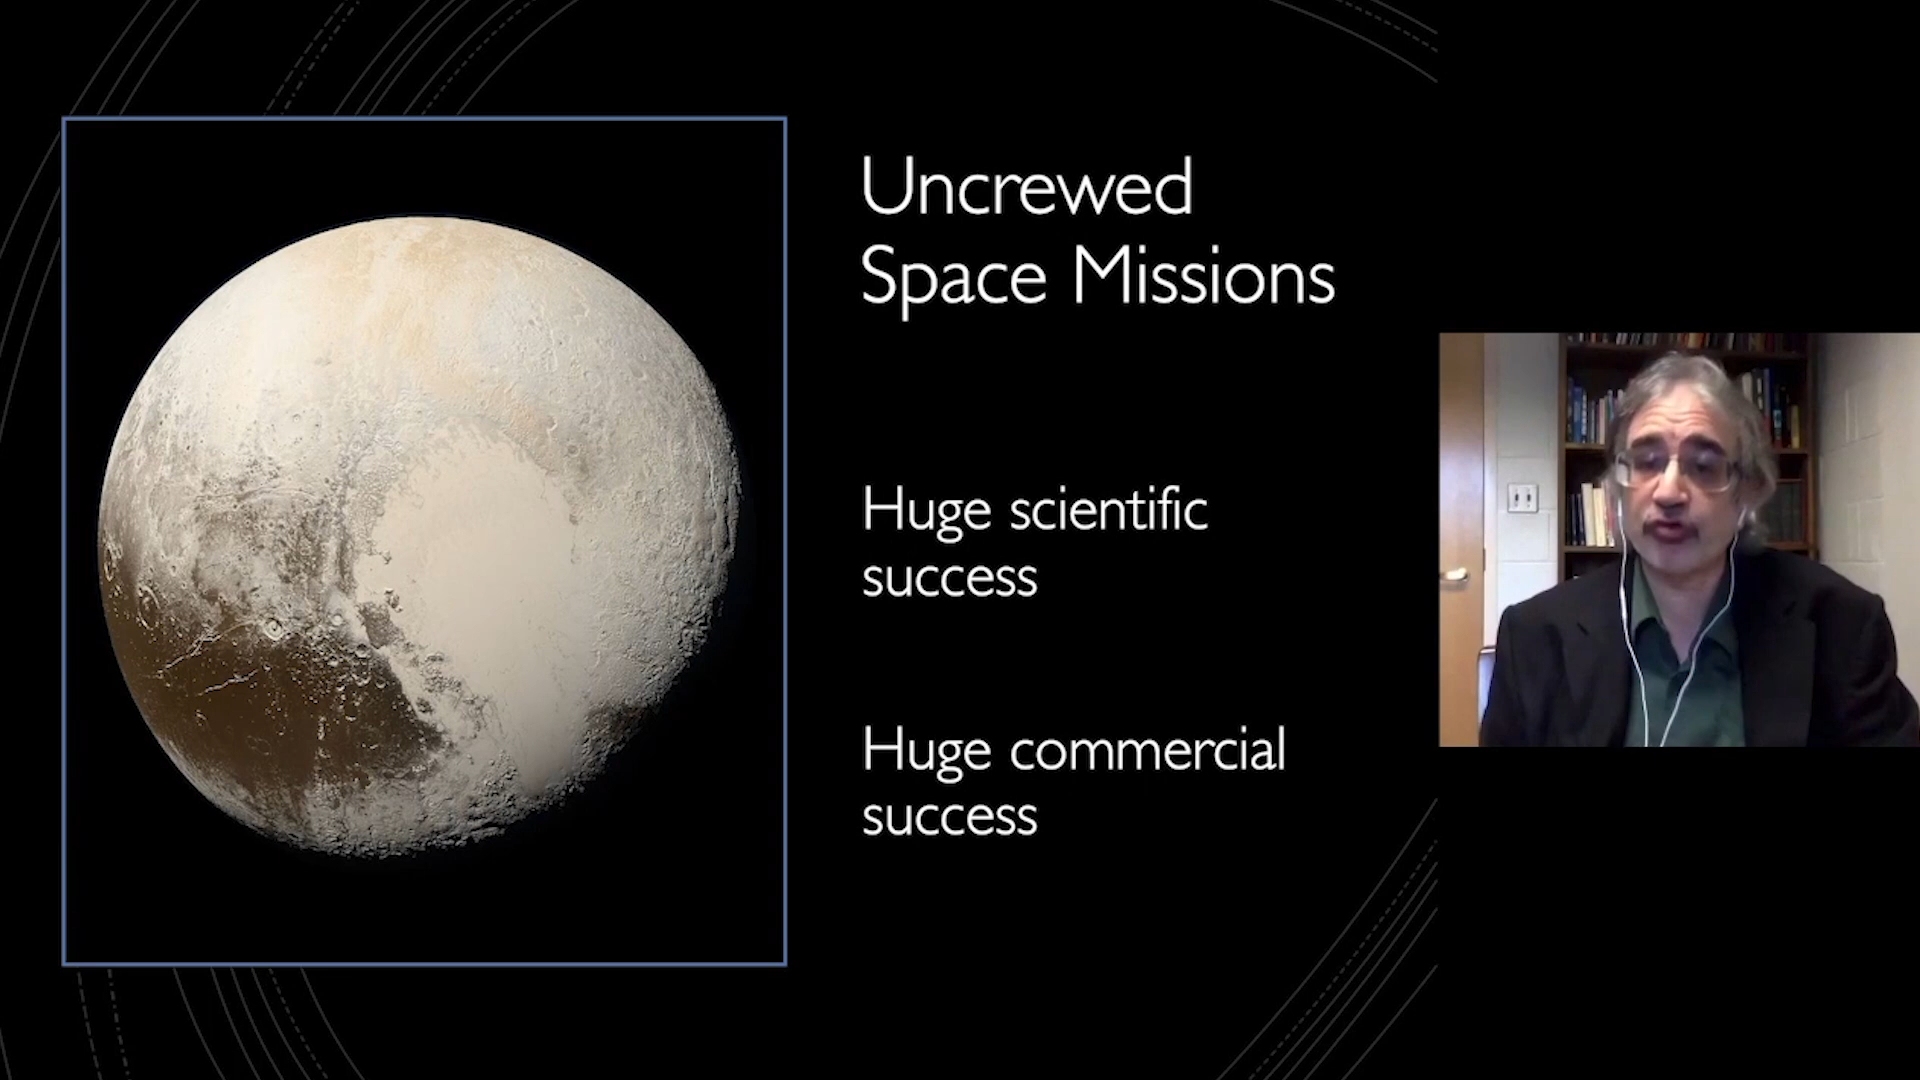 Uncrewed
Space Missions
Huge scientific
success
Huge commercial
success